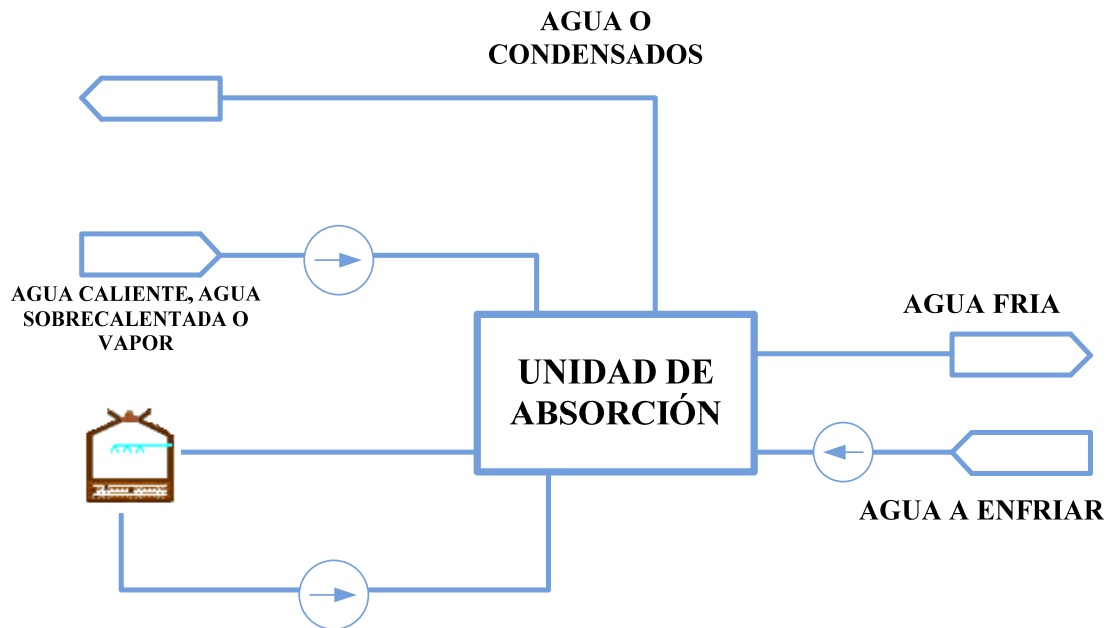 AGUA O
CONDENSADOS
AGUA CALIENTE, AGUA
SOBRECALENTADA O
VAPOR
AGUA FRIA
UNIDAD DE
ABSORCIÓN
AGUA A ENFRIAR